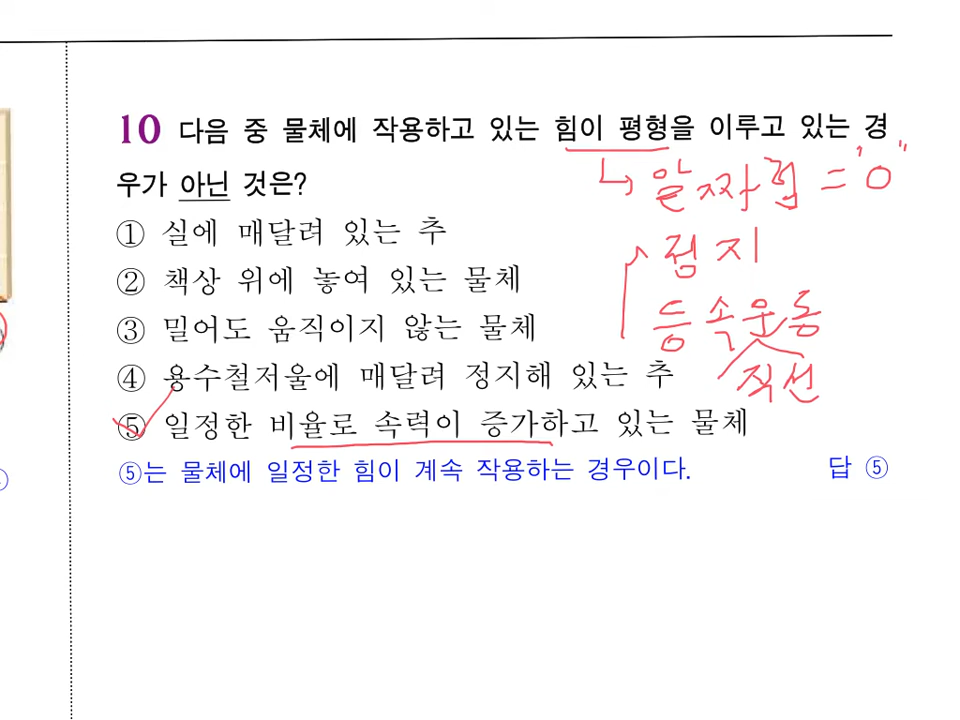 10 다음 중 물체에 작용하고 있는 힘이 평형을 이루고 있는 경
우가 아닌 것은?
알짜힘 = "0"
① 실에 매달려 있는 추
정지
② 책상 위에 놓여 있는 물체
등속운동
③ 밀어도 움직이지 않는 물체
직선
④ 용수철저울에 매달려 정지해 있는 추
⑤ 일정한 비율로 속력이 증가하고 있는 물체
⑤는 물체에 일정한 힘이 계속 작용하는 경우이다. 답 ⑤